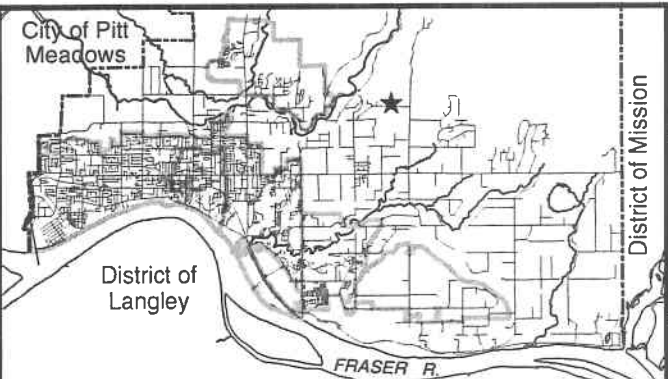 City of Pitt
Meadows
District of Mission
District of
Langley
FRASER R.